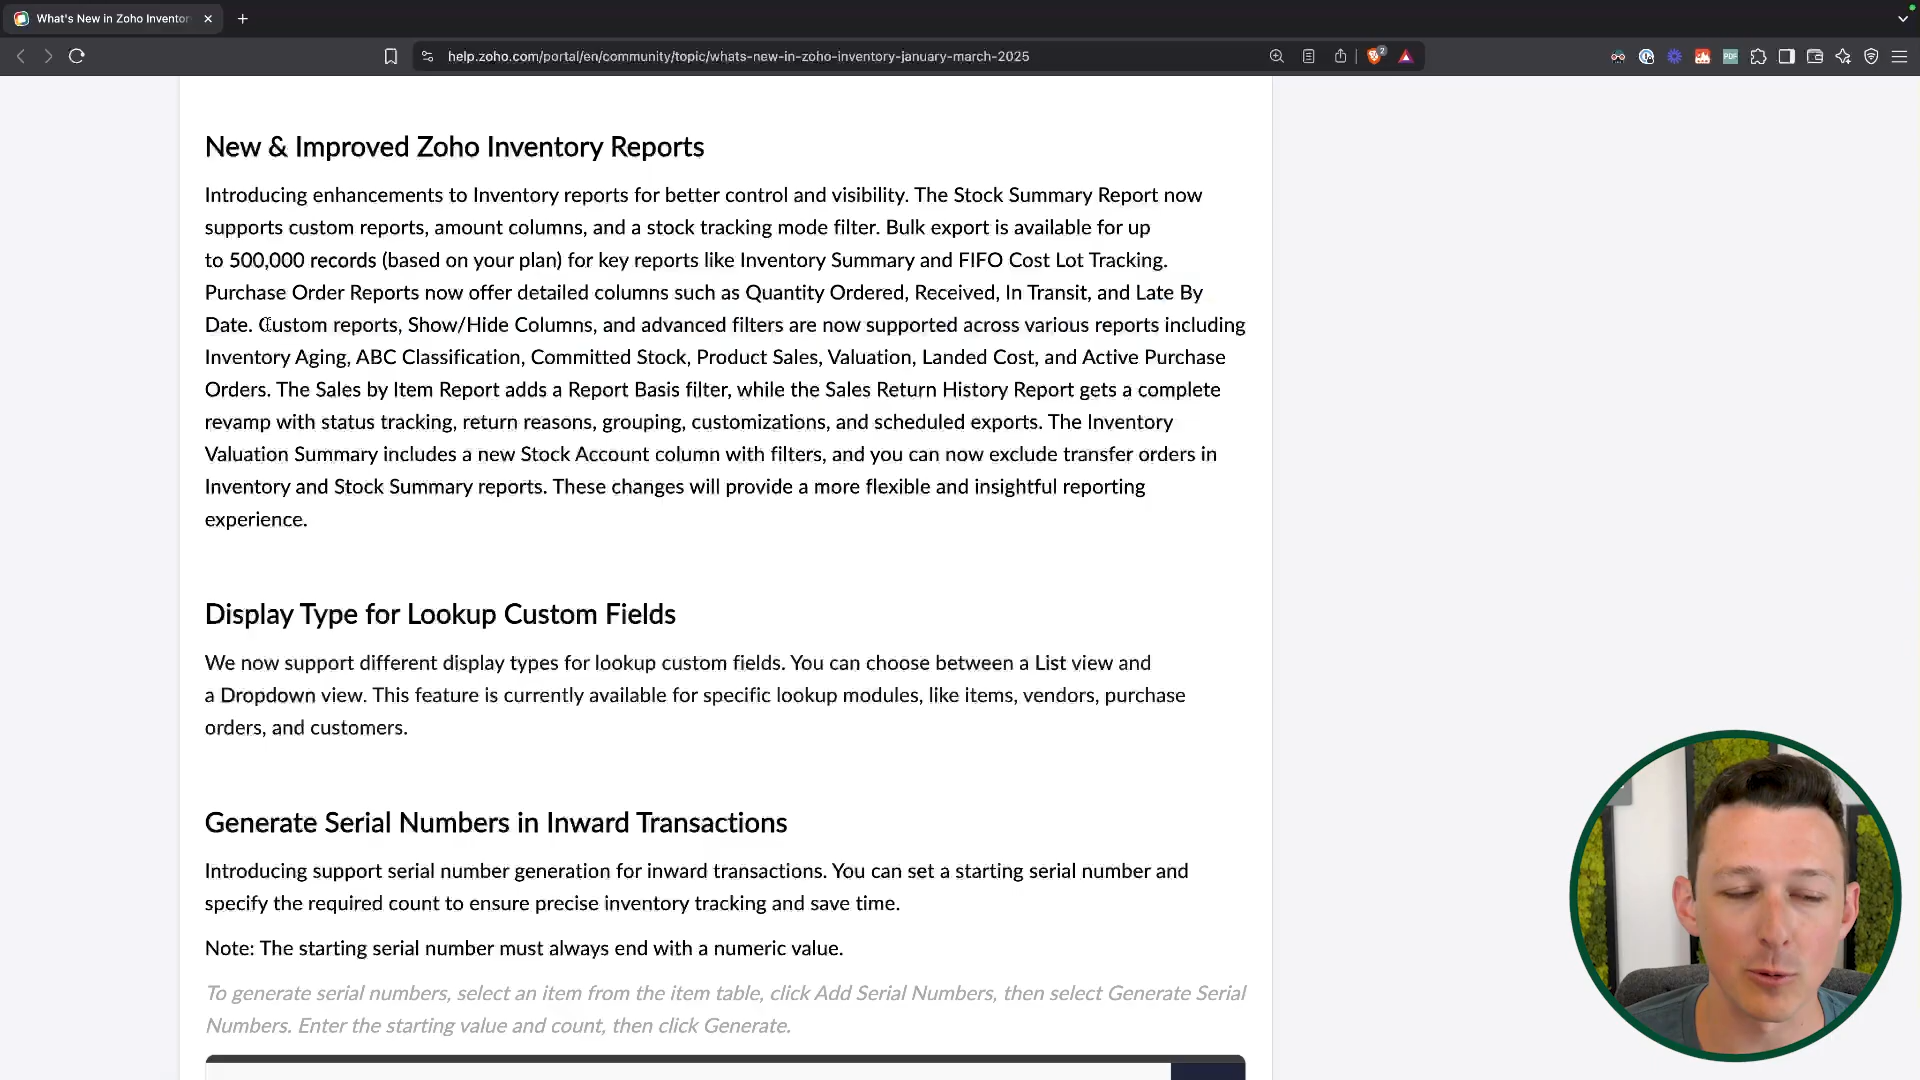 What's New in Zoho Inventor
help.zoho.com/portal/en/community/topic/whats-new-in-zoho-inventory-january-march-2025
2
PDF
New & Improved Zoho Inventory Reports
Introducing enhancements to Inventory reports for better control and visibility. The Stock Summary Report now
supports custom reports, amount columns, and a stock tracking mode filter. Bulk export is available for up
to 500,000 records (based on your plan) for key reports like Inventory Summary and FIFO Cost Lot Tracking.
Purchase Order Reports now offer detailed columns such as Quantity Ordered, Received, In Transit, and Late By
Date. Custom reports, Show/Hide Columns, and advanced filters are now supported across various reports including
Inventory Aging, ABC Classification, Committed Stock, Product Sales, Valuation, Landed Cost, and Active Purchase
Orders. The Sales by Item Report adds a Report Basis filter, while the Sales Return History Report gets a complete
revamp with status tracking, return reasons, grouping, customizations, and scheduled exports. The Inventory
Valuation Summary includes a new Stock Account column with filters, and you can now exclude transfer orders in
Inventory and Stock Summary reports. These changes will provide a more flexible and insightful reporting
experience.
Display Type for Lookup Custom Fields
We now support different display types for lookup custom fields. You can choose between a List view and
a Dropdown view. This feature is currently available for specific lookup modules, like items, vendors, purchase
orders, and customers.
Generate Serial Numbers in Inward Transactions
Introducing support serial number generation for inward transactions. You can set a starting serial number and
specify the required count to ensure precise inventory tracking and save time.
Note: The starting serial number must always end with a numeric value.
To generate serial numbers, select an item from the item table, click Add Serial Numbers, then select Generate Serial
Numbers. Enter the starting value and count, then click Generate.